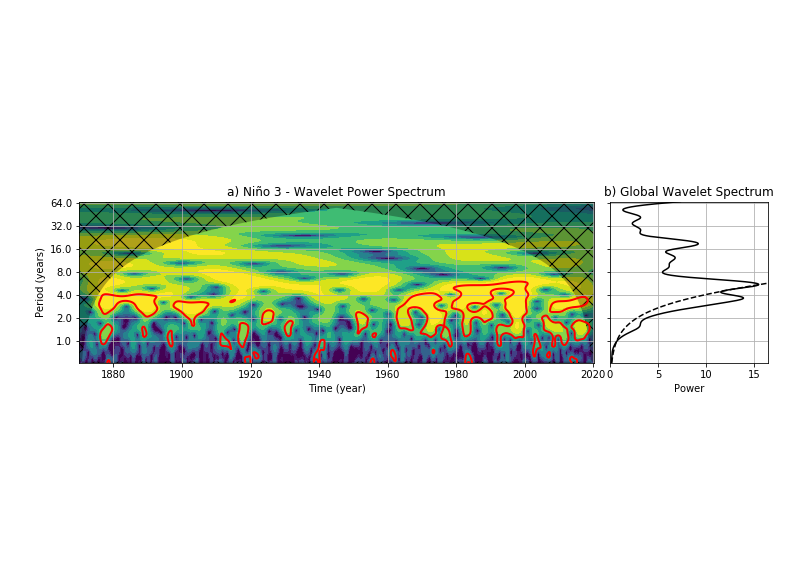 a) Niño 3 - Wavelet Power Spectrum
b) Global Wavelet Spectrum
Period (years)
64.0
32.0
16.0
8.0
4.0
2.0
1.0
1880 1900 1920 1940 1960 1980 2000 2020
Time (year)
0 5 10 15
Power